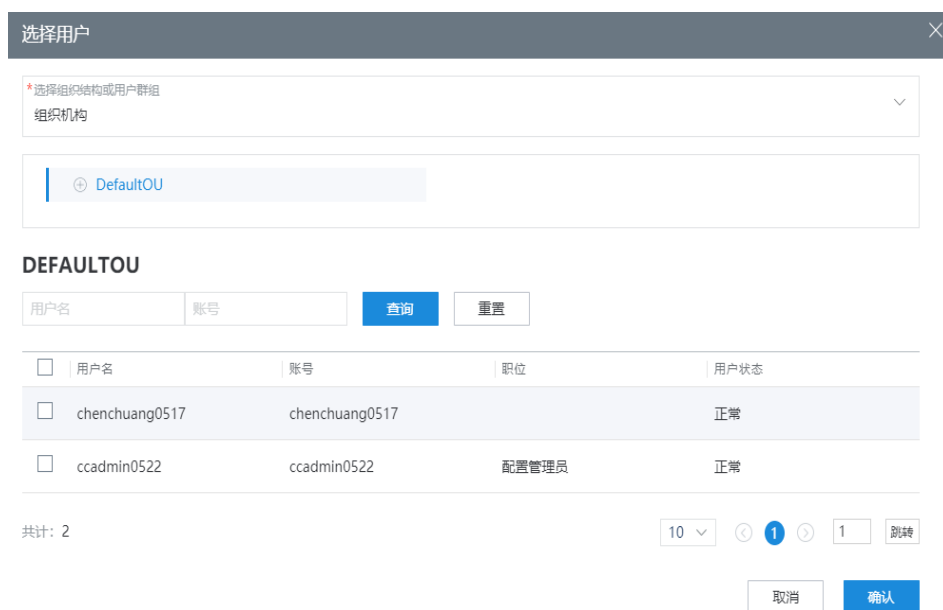 选择用户
*选择组织结构或用户群组
组织机构
DefaultOU
DEFAULTOU
用户名 账号 查询 重置
用户名 账号 职位 用户状态
chenchuang0517 chenchuang0517 正常
ccadmin0522 ccadmin0522 配置管理员 正常
共计: 2 10 1 1 跳转
取消 确认